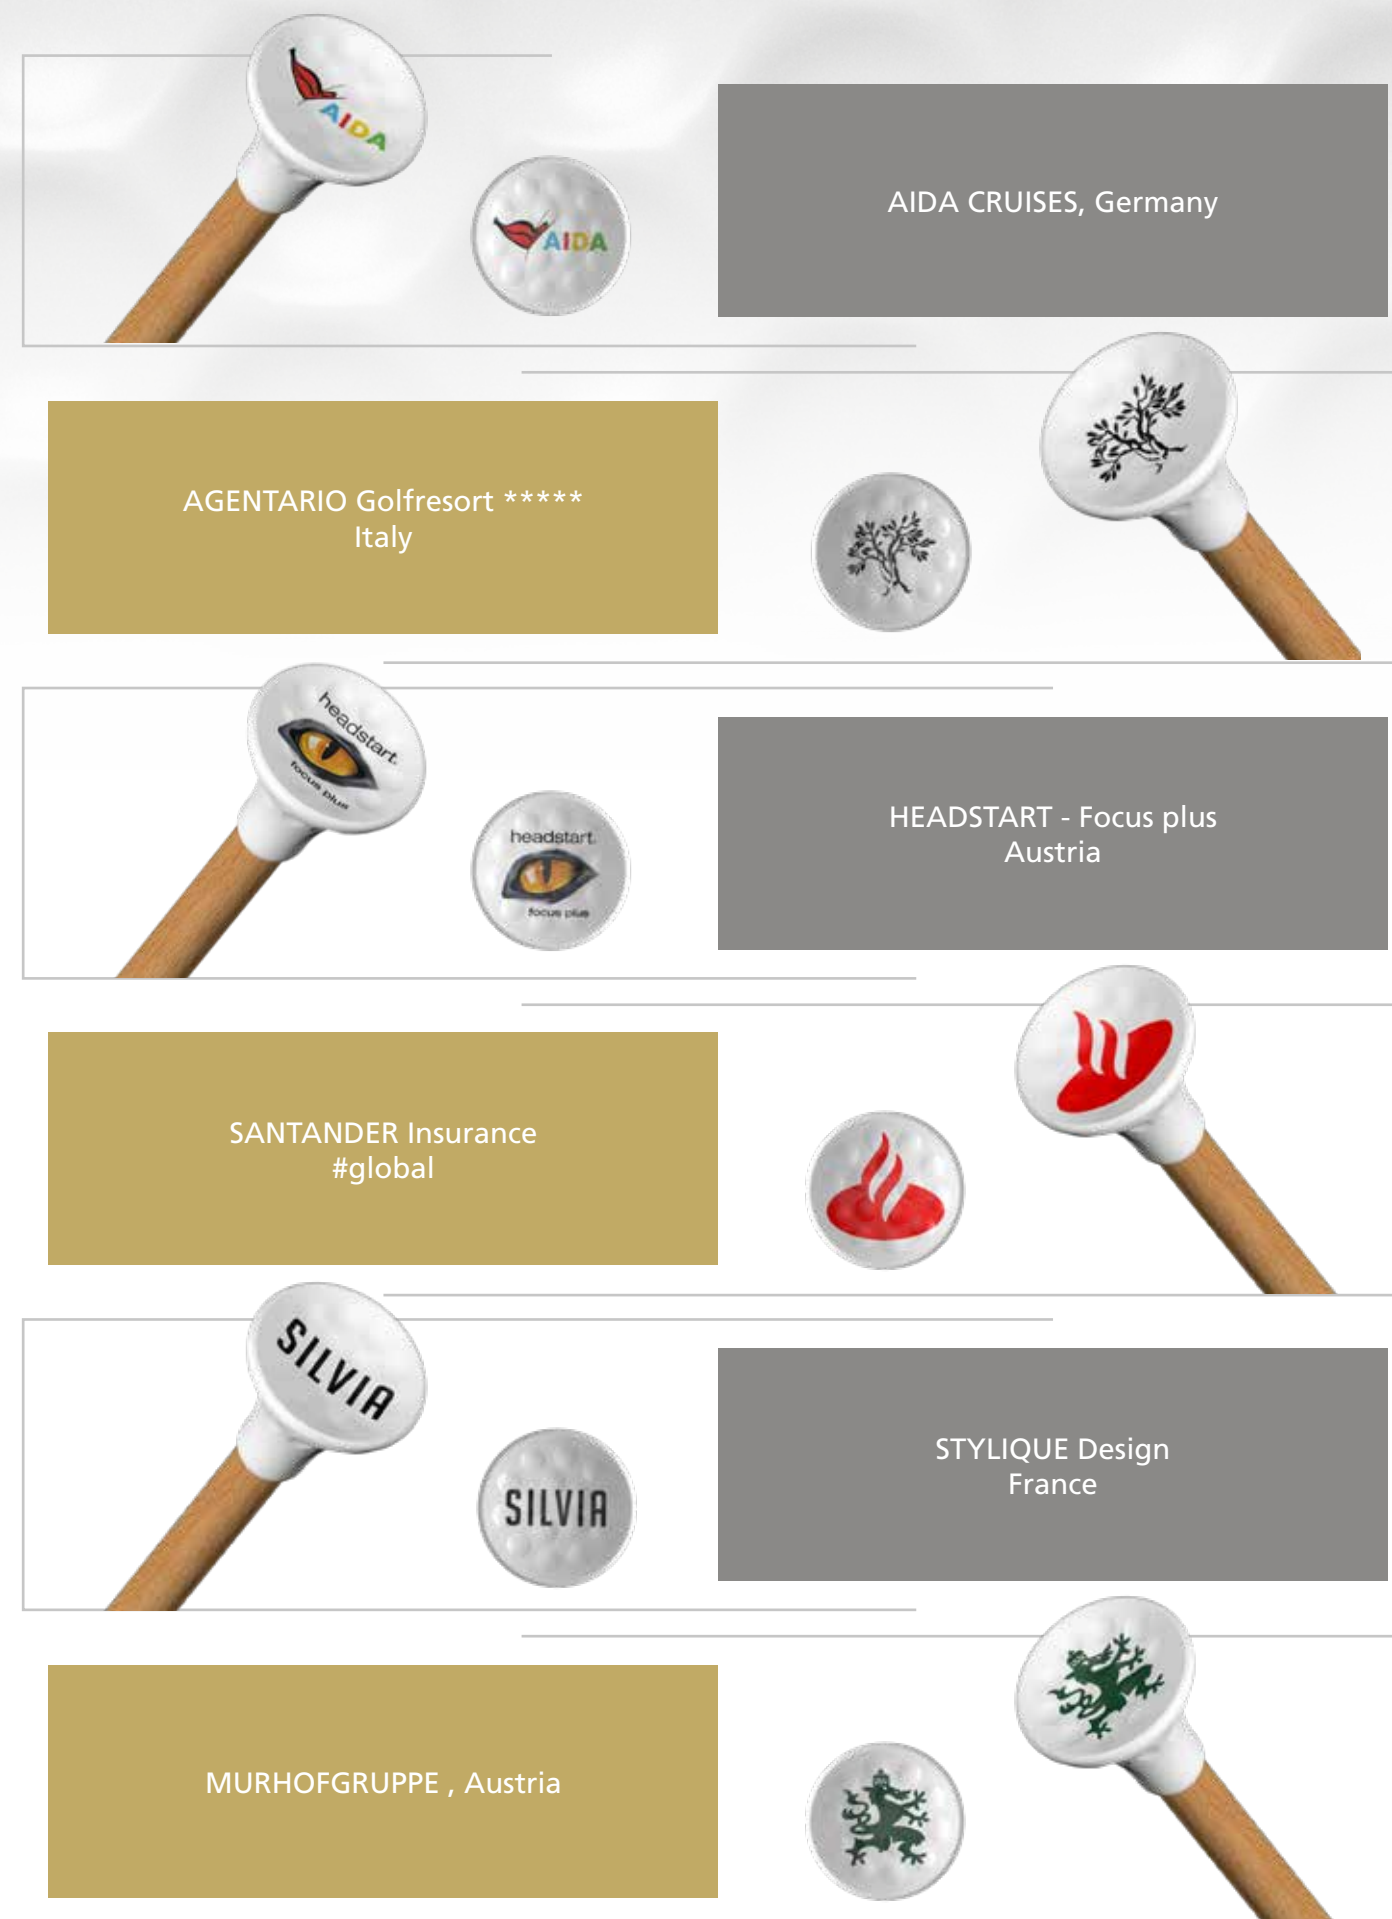 AIDA
AIDA
AIDA CRUISES, Germany
AGENTARIO Golfresort *****
Italy
headstart.
focus plus
headstart.
focus plus
HEADSTART - Focus plus
Austria
SANTANDER Insurance
#global
SILVIA
SILVIA
STYLIQUE Design
France
MURHOFGRUPPE , Austria